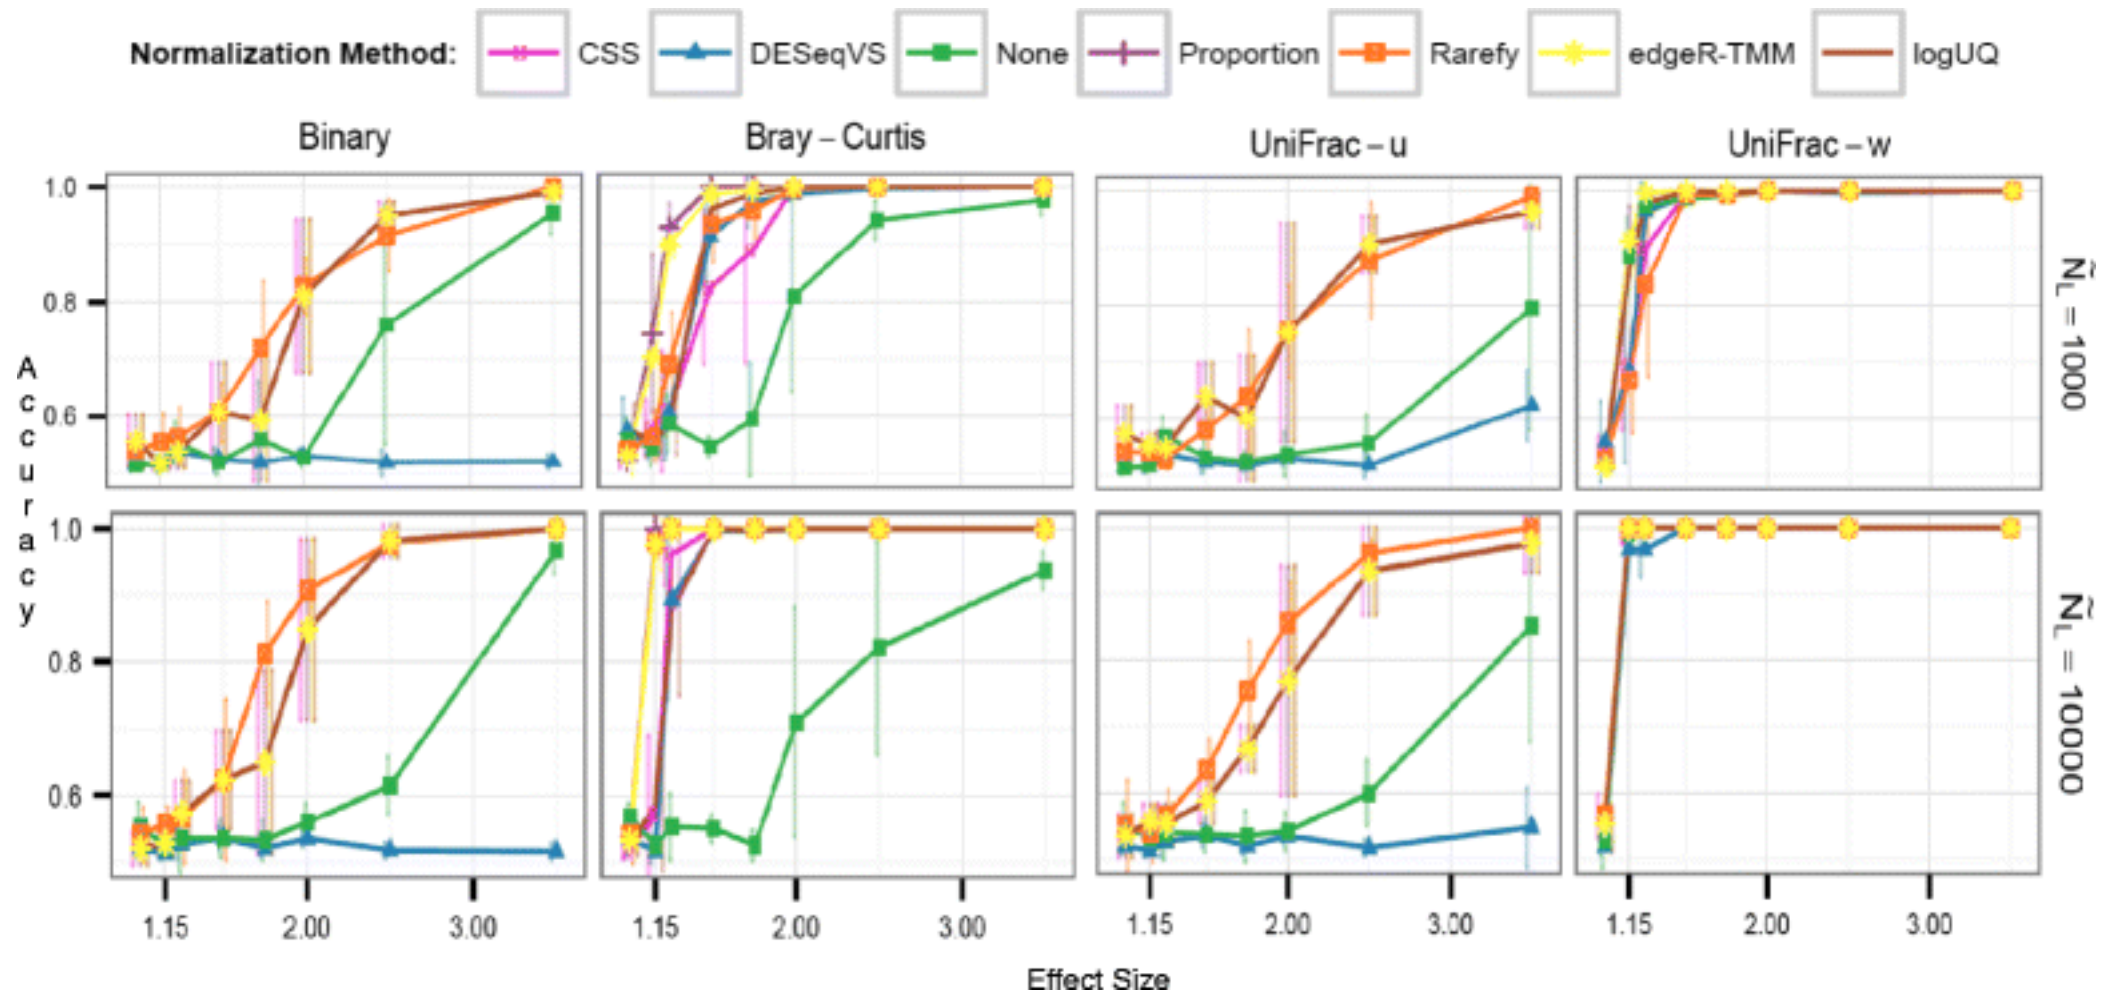 Normalization Method: CSS DESeqVS None Proportion Rarefy edgeR-TMM logUQ
Binary Bray – Curtis UniFrac – u UniFrac – w
1.0
0.8
0.6
Ñ_L = 1000
Accuracy
1.0
0.8
0.6
Ñ_L = 10000
1.15 2.00 3.00 1.15 2.00 3.00 1.15 2.00 3.00 1.15 2.00 3.00
Effect Size